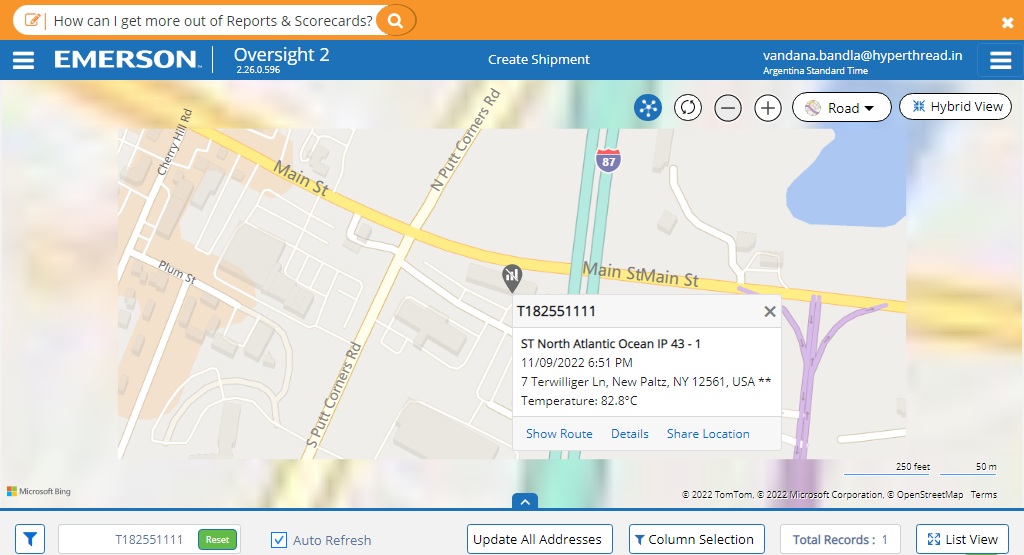 How can I get more out of Reports & Scorecards?
EMERSON™
Oversight 2
2.26.0.596
Create Shipment
vandana.bandla@hyperthread.in
Argentina Standard Time
Road
Hybrid View
Cherry Hill Rd
N Putt Corners Rd
87
Main St
Main St
Main St
Plum St
S Putt Corners Rd
T182551111
ST North Atlantic Ocean IP 43 - 1
11/09/2022 6:51 PM
7 Terwilliger Ln, New Paltz, NY 12561, USA **
Temperature: 82.8°C
Show Route Details Share Location
250 feet 50 m
Microsoft Bing
© 2022 TomTom, © 2022 Microsoft Corporation, © OpenStreetMap Terms
T182551111 Reset Auto Refresh Update All Addresses Column Selection Total Records : 1 List View